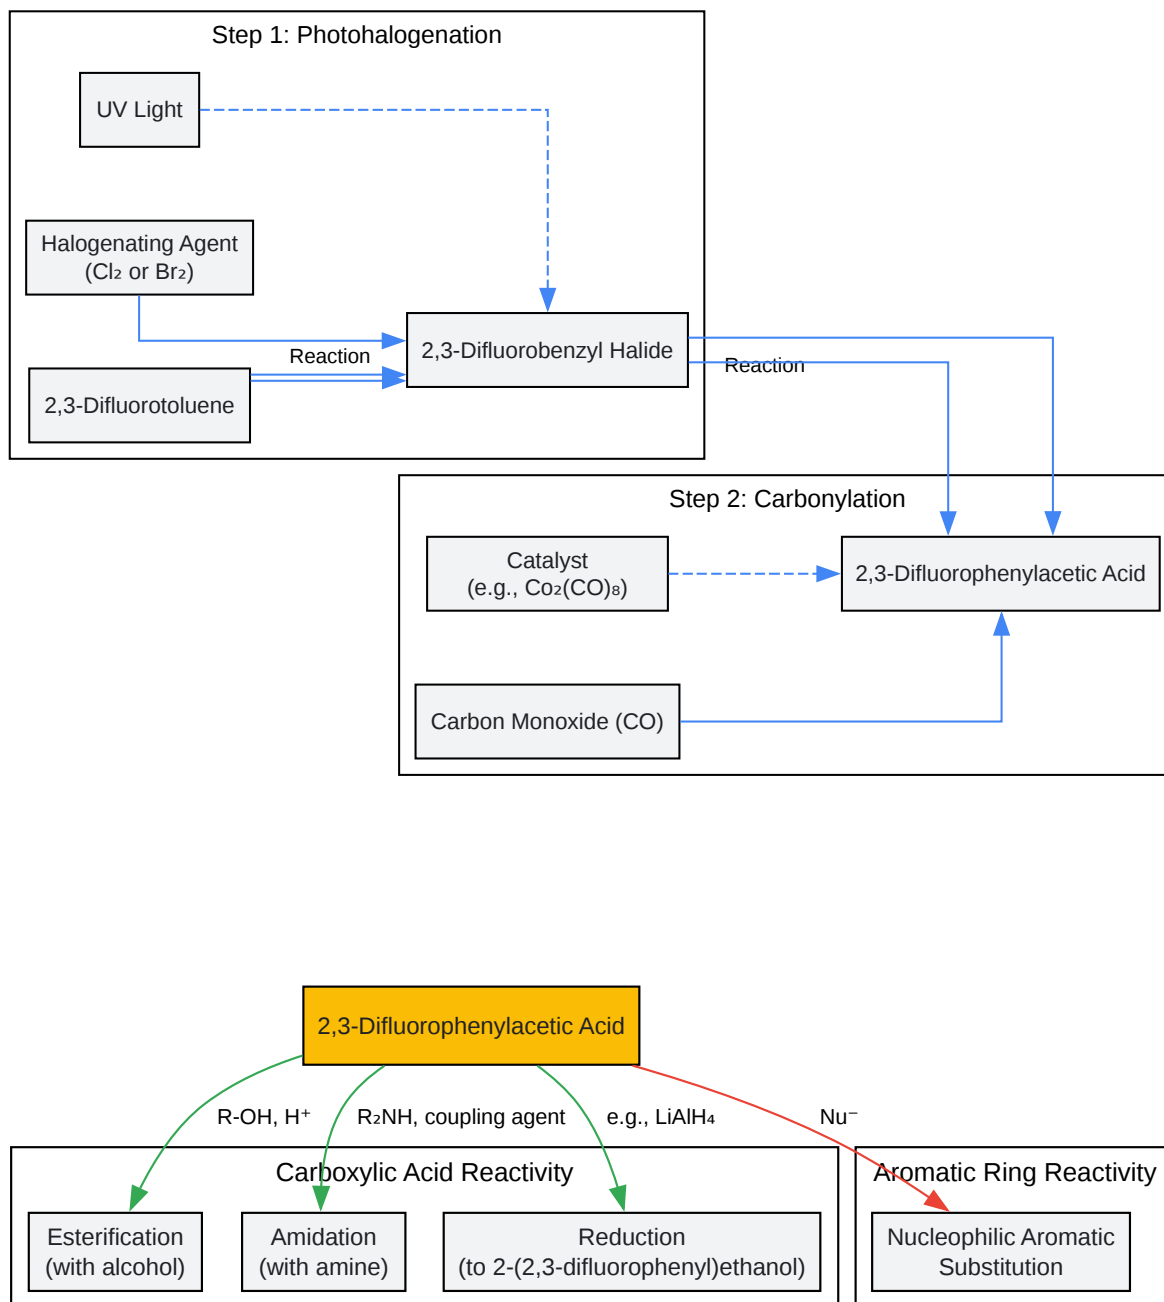 Step 1: Photohalogenation
UV Light
Halogenating Agent
(Cl₂ or Br₂)
Reaction
2,3-Difluorobenzyl Halide
Reaction
2,3-Difluorotoluene
Step 2: Carbonylation
Catalyst
(e.g., Co₂(CO)₈)
2,3-Difluorophenylacetic Acid
Carbon Monoxide (CO)
2,3-Difluorophenylacetic Acid
R-OH, H⁺
R₂NH, coupling agent
e.g., LiAlH₄
Nu⁻
Carboxylic Acid Reactivity
Aromatic Ring Reactivity
Esterification
(with alcohol)
Amidation
(with amine)
Reduction
(to 2-(2,3-difluorophenyl)ethanol)
Nucleophilic Aromatic
Substitution